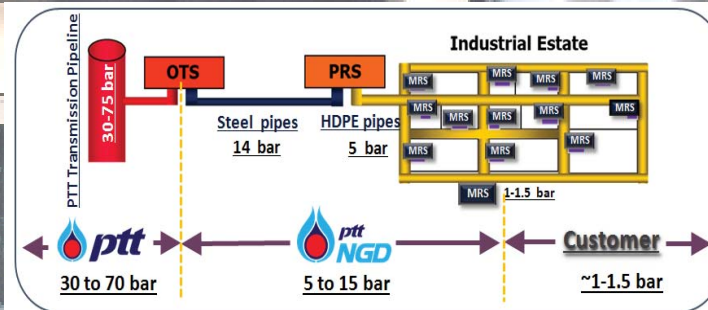 PTT Transmission Pipeline
30-75 bar
OTS
PRS
Industrial Estate
Steel pipes
14 bar
HDPE pipes
5 bar
MRS
MRS
MRS
MRS
MRS
MRS
MRS
MRS
MRS
MRS
MRS
MRS
MRS 1-1.5 bar
ptt
30 to 70 bar
ptt
NGD
5 to 15 bar
Customer
~1-1.5 bar